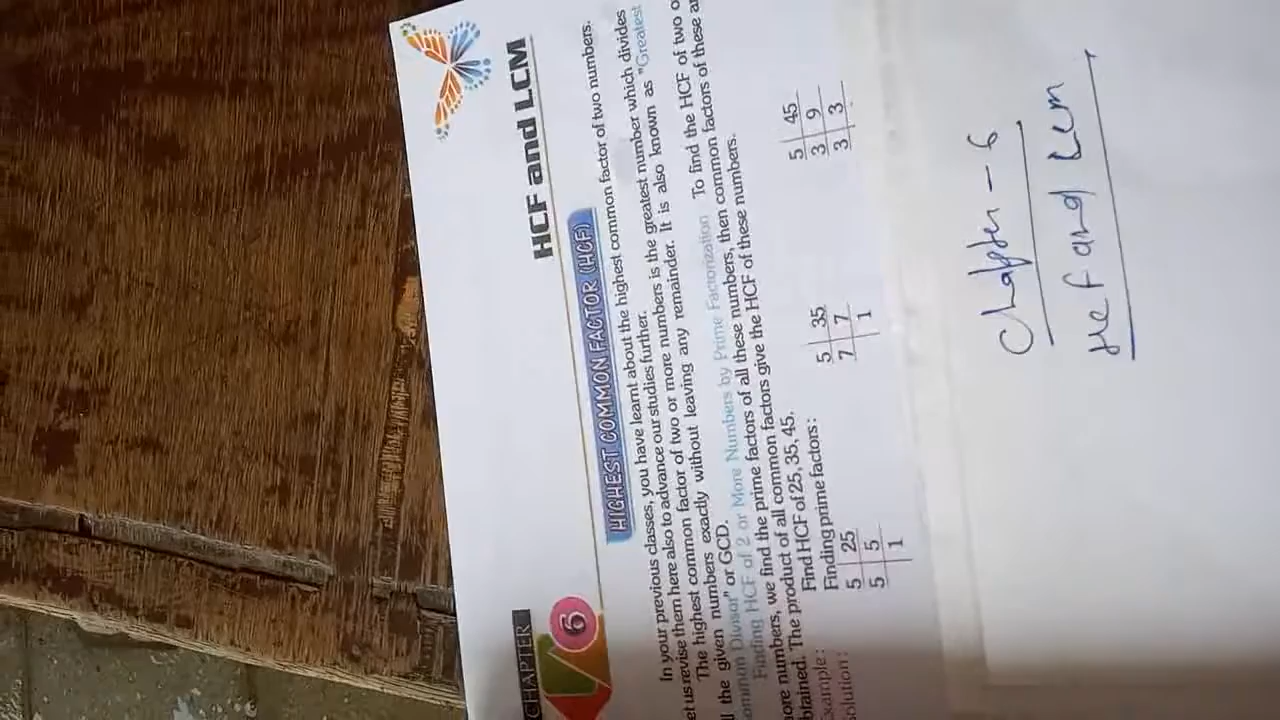 CHAPTER
6
HCF and LCM
HIGHEST COMMON FACTOR (HCF)
In your previous classes, you have learnt about the highest common factor of two numbers.
et us revise them here also to advance our studies further.
The highest common factor of two or more numbers is the greatest number which divides
ll the given numbers exactly without leaving any remainder. It is also known as "Greatest
ommon Divisor" or GCD.
Finding HCF of 2 or More Numbers by Prime Factorization To find the HCF of two o
ore numbers, we find the prime factors of all these numbers, then common factors of these a
btained. The product of all common factors give the HCF of these numbers.
xample : Find HCF of 25, 35, 45.
olution : Finding prime factors :
5 25 5 35 5 45
5 5 7 7 3 9
1 1 3 3
Chapter - 6
Hcf and Lcm